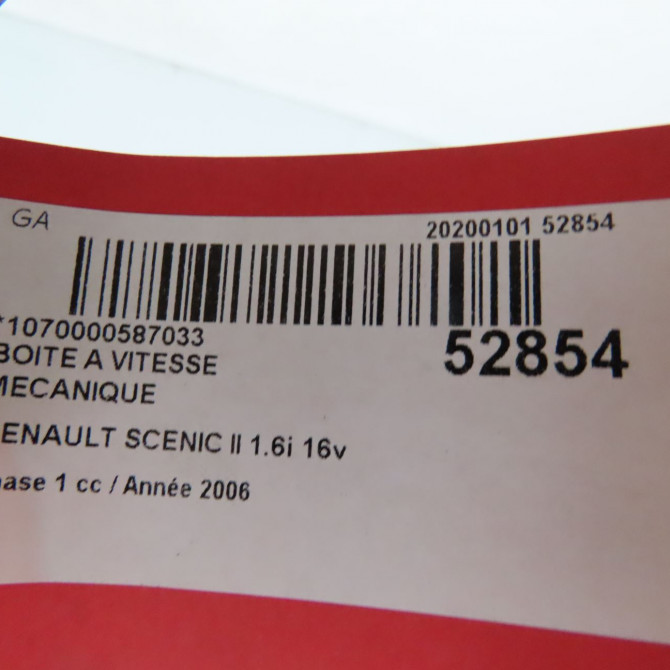 GA
20200101 52854
*1070000587033
52854
BOITE A VITESSE
MECANIQUE
ENAULT SCENIC II 1.6i 16v
ase 1 cc / Année 2006